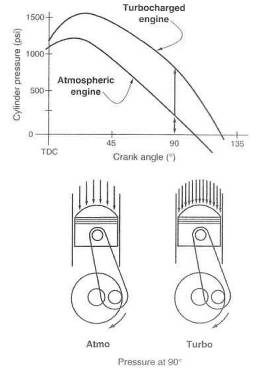 Turbocharged
engine
1500
1000
500
0
Cylinder pressure (psi)
Atmospheric
engine
45
90
135
TDC
Crank angle (°)
Atmo
Turbo
Pressure at 90°